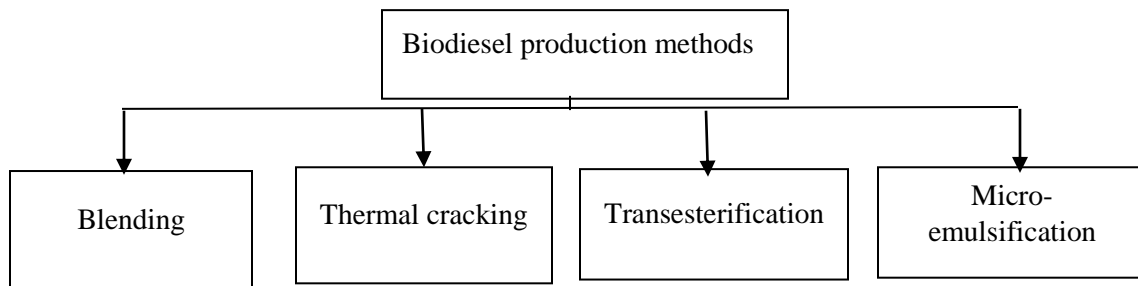 Biodiesel production methods
Blending
Thermal cracking
Transesterification
Micro-
emulsification